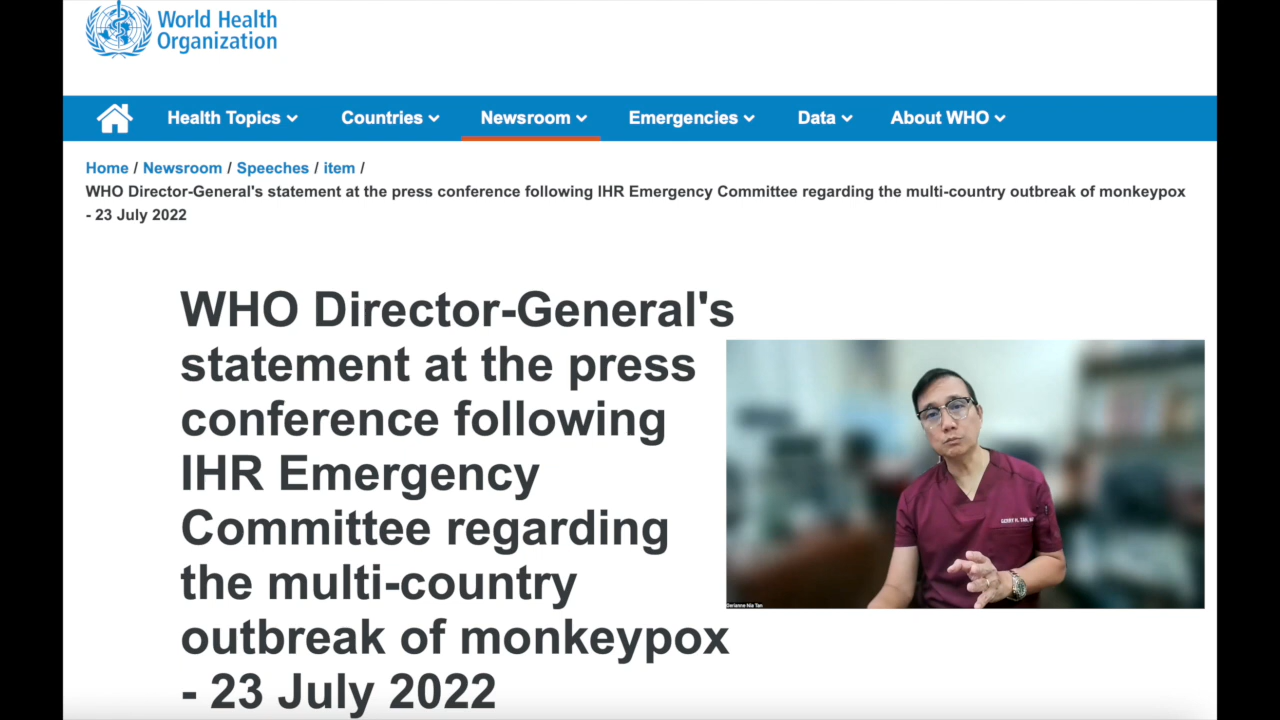 World Health
Organization
Health Topics
Countries
Newsroom
Emergencies
Data
About WHO
Home / Newsroom / Speeches / item /
WHO Director-General's statement at the press conference following IHR Emergency Committee regarding the multi-country outbreak of monkeypox
- 23 July 2022
WHO Director-General's
statement at the press
conference following
IHR Emergency
Committee regarding
the multi-country
outbreak of monkeypox
- 23 July 2022
GERRY H. TAN,
Tan